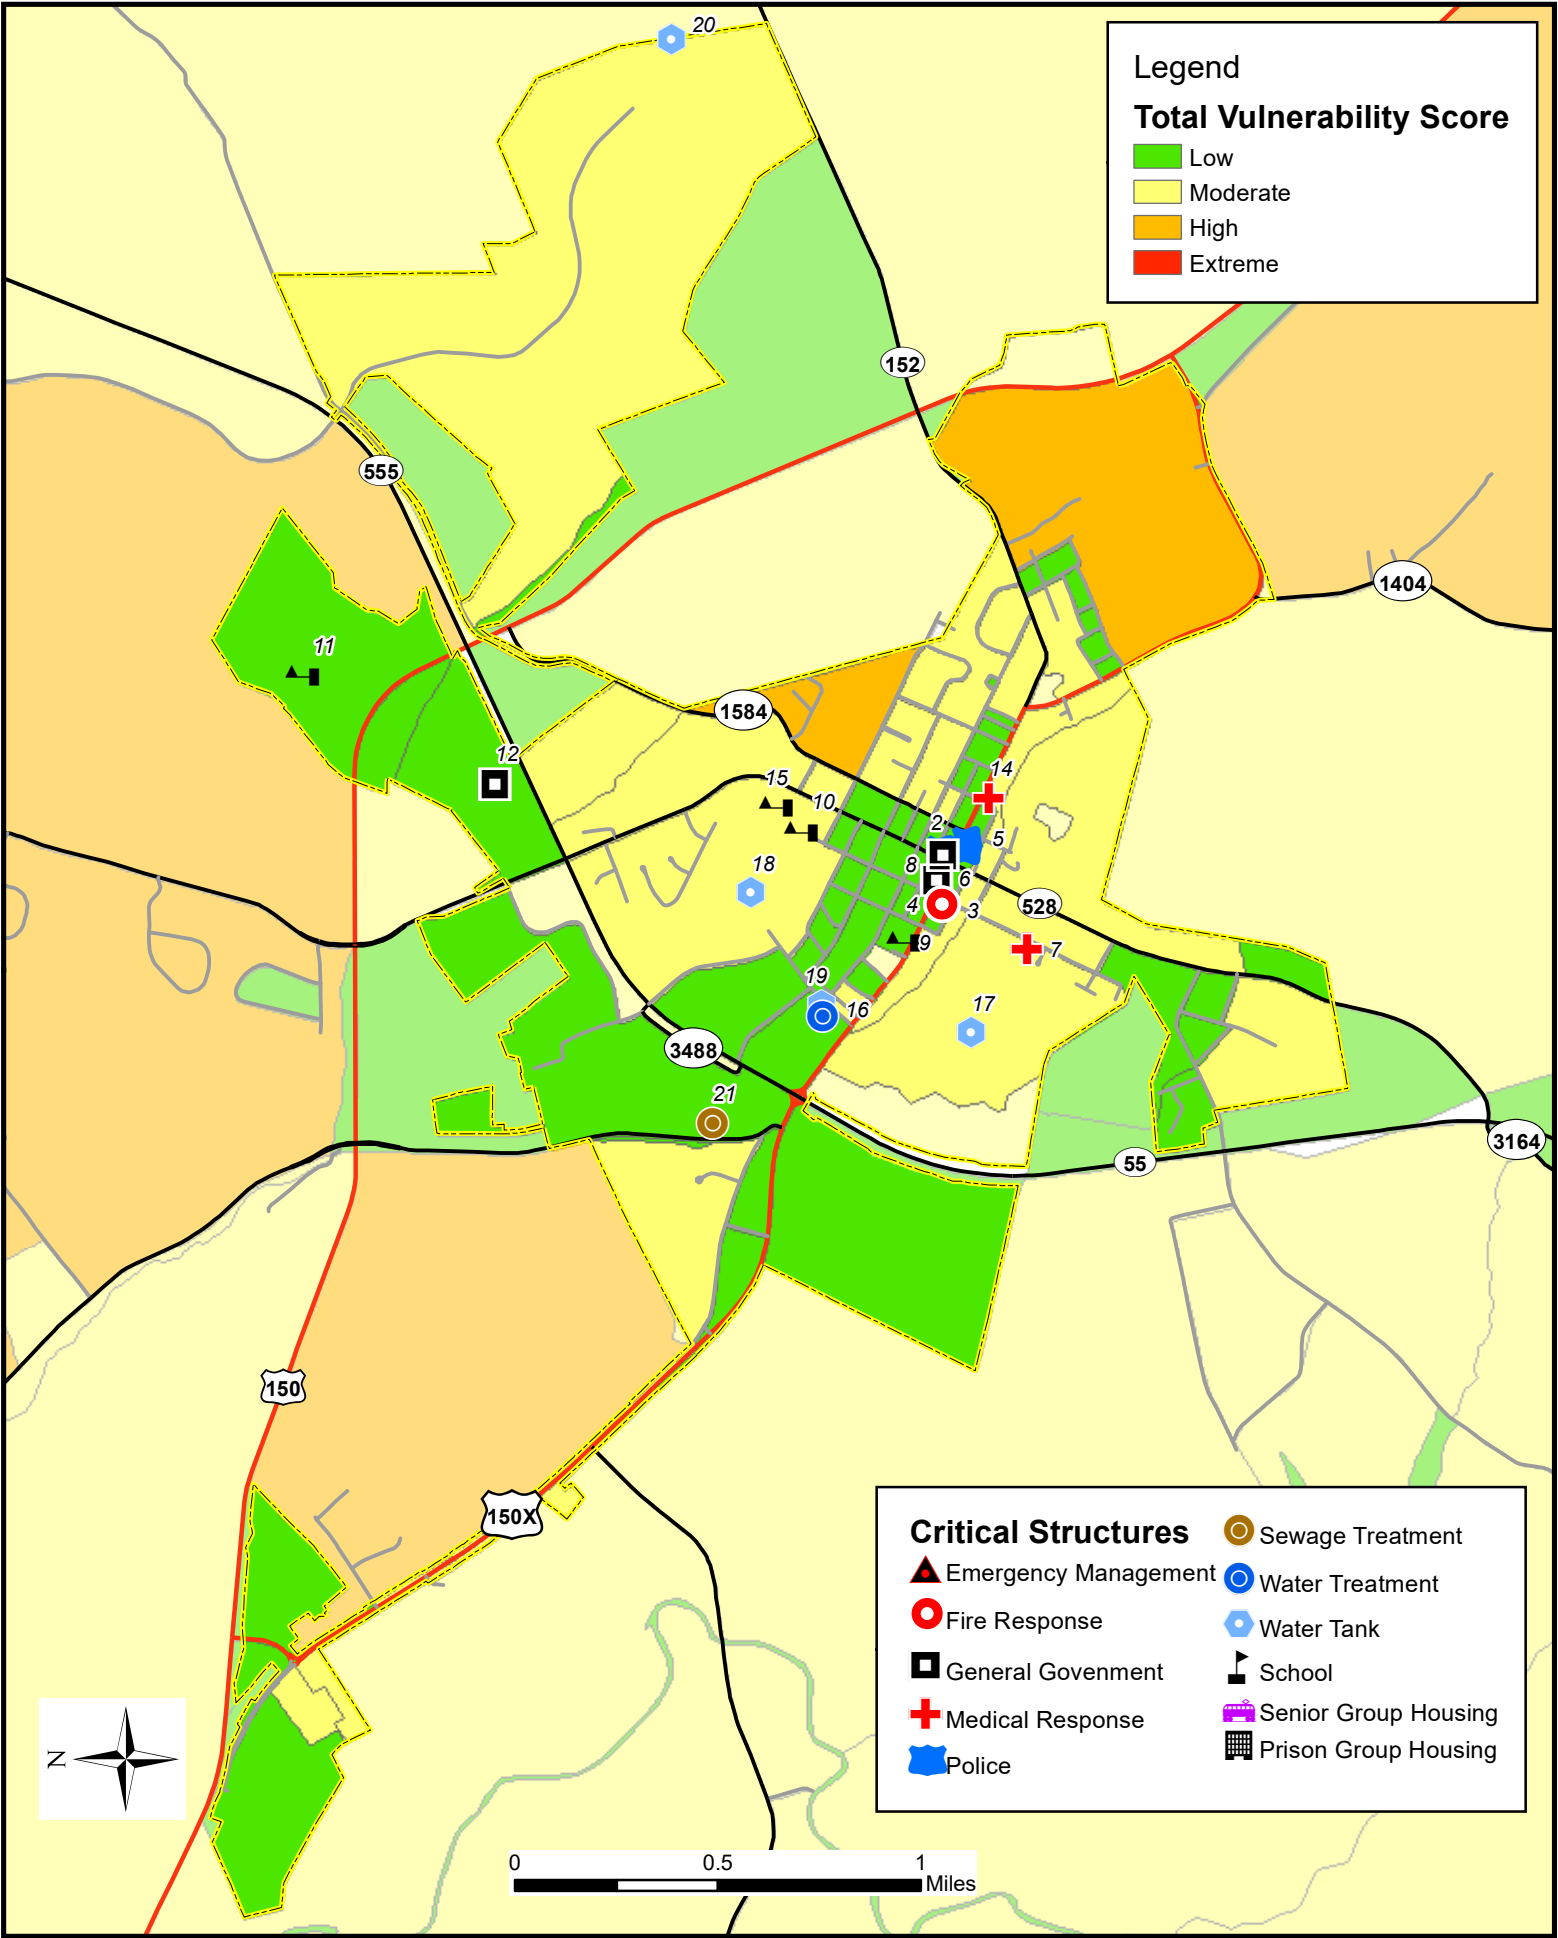 20
Legend
Total Vulnerability Score
Low
Moderate
High
Extreme
152
555
1404
11
1584
12
15
10
14
2
5
8
6
18
4
3
528
9
7
19
16
17
3488
21
55
3164
150
150X
Critical Structures
Emergency Management
Fire Response
General Govenment
Medical Response
Police
Sewage Treatment
Water Treatment
Water Tank
School
Senior Group Housing
Prison Group Housing
N
0 0.5 1
Miles